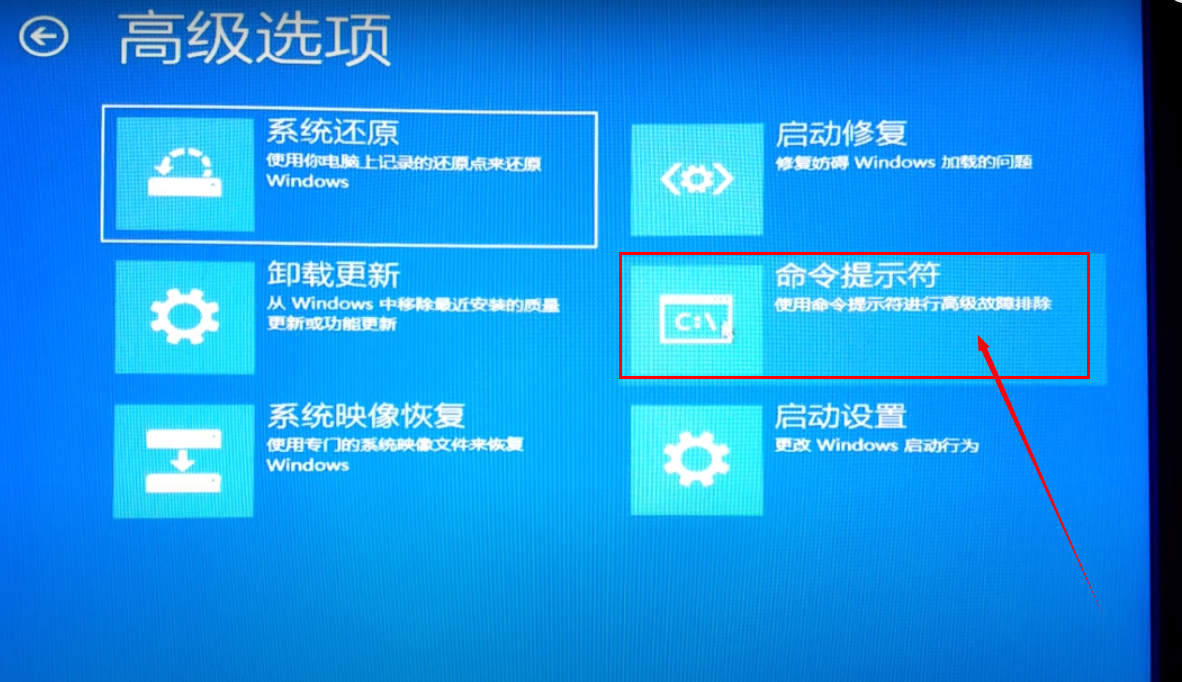 高级选项
系统还原
使用你电脑上记录的还原点来还原
Windows
启动修复
修复妨碍 Windows 加载的问题
卸载更新
从 Windows 中移除最近安装的质量
更新或功能更新
命令提示符
使用命令提示符进行高级故障排除
C:\
系统映像恢复
使用专门的系统映像文件来恢复
Windows
启动设置
更改 Windows 启动行为